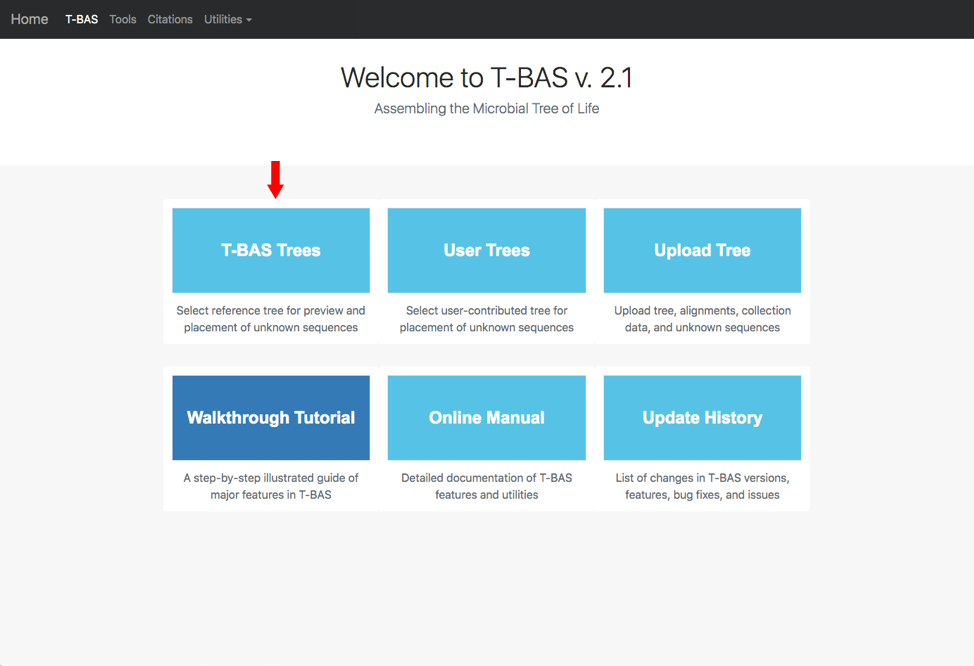 Home T-BAS Tools Citations Utilities
Welcome to T-BAS v. 2.1
Assembling the Microbial Tree of Life
T-BAS Trees
Select reference tree for preview and
placement of unknown sequences
User Trees
Select user-contributed tree for
placement of unknown sequences
Upload Tree
Upload tree, alignments, collection
data, and unknown sequences
Walkthrough Tutorial
A step-by-step illustrated guide of
major features in T-BAS
Online Manual
Detailed documentation of T-BAS
features and utilities
Update History
List of changes in T-BAS versions,
features, bug fixes, and issues